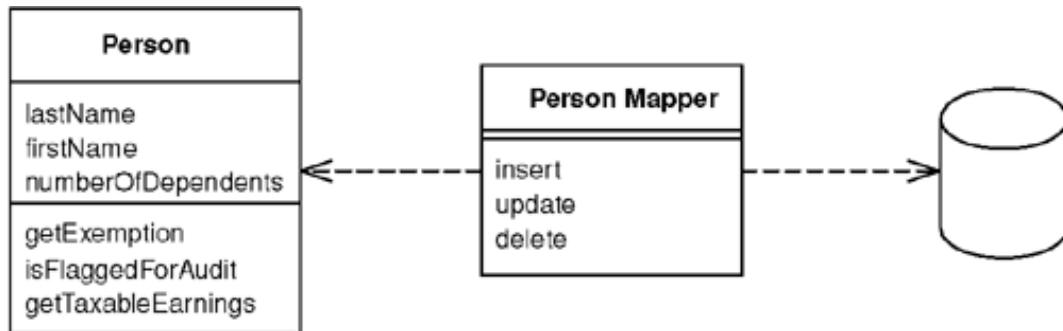 Person
lastName
firstName
numberOfDependents
getExemption
isFlaggedForAudit
getTaxableEarnings
Person Mapper
insert
update
delete